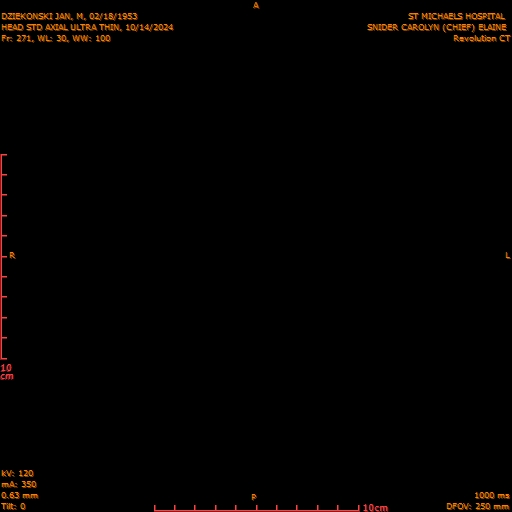 A
DZIEKONSKI JAN, M, 02/18/1953
ST MICHAELS HOSPITAL
HEAD STD AXIAL ULTRA THIN, 10/14/2024
SNIDER CAROLYN (CHIEF) ELAINE
Fr: 271, WL: 30, WW: 100
Revolution CT
R
L
10
cm
kV: 120
mA: 350
0.63 mm
P
1000 ms
Tilt: 0
10cm
DFOV: 250 mm